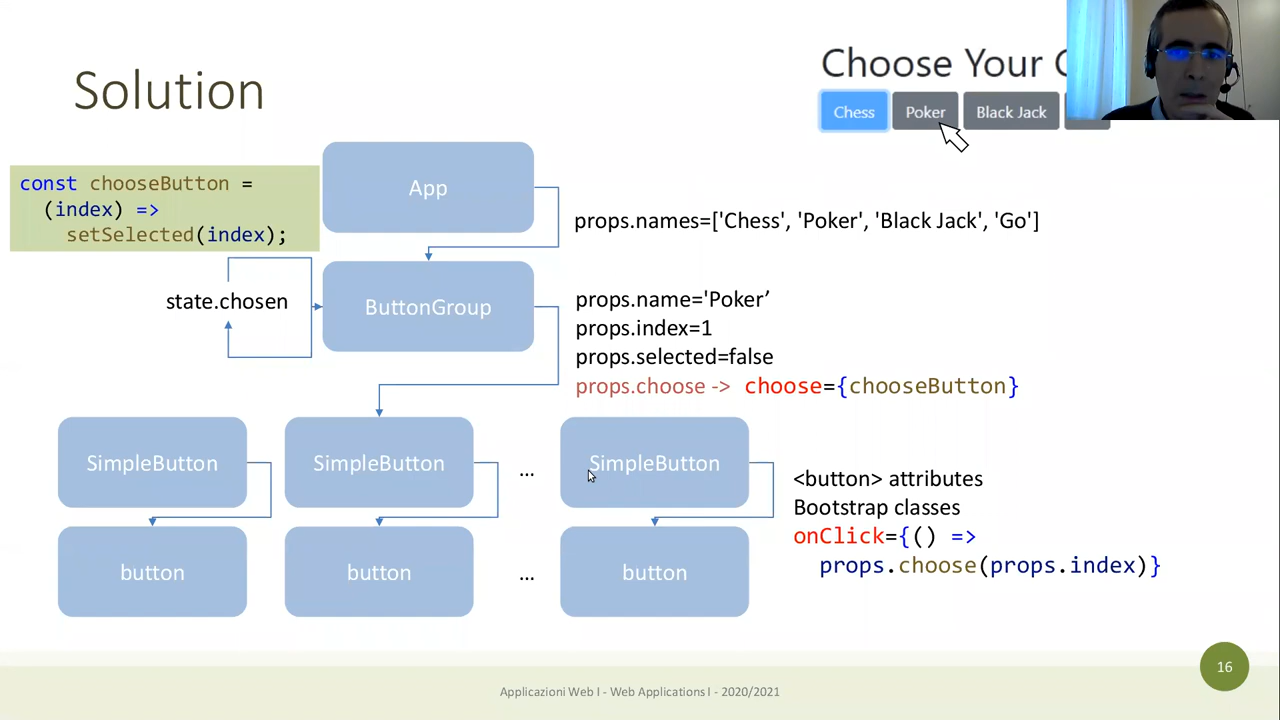 Solution
Choose Your
Chess
Poker
Black Jack
const chooseButton =
(index) =>
setSelected(index);
App
props.names=['Chess', 'Poker', 'Black Jack', 'Go']
state.chosen
ButtonGroup
props.name='Poker’
props.index=1
props.selected=false
props.choose -> choose={chooseButton}
SimpleButton
SimpleButton
...
SimpleButton
<button> attributes
Bootstrap classes
onClick={() =>
props.choose(props.index)}
button
button
...
button
16
Applicazioni Web I - Web Applications I - 2020/2021